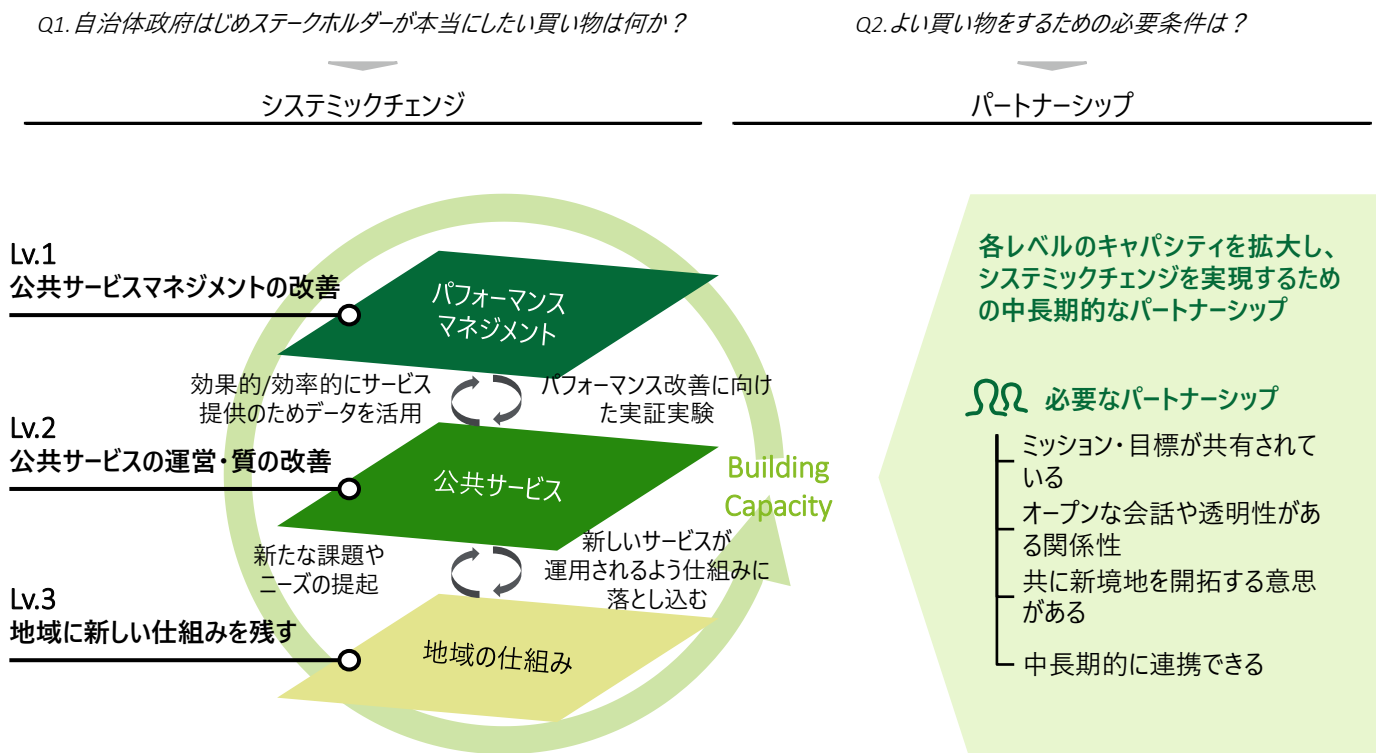 Q1.自治体政府はじめステークホルダーが本当にしたい買い物は何か？
Q2.よい買い物をするための必要条件は？
システミックチェンジ
パートナーシップ
Lv.1
公共サービスマネジメントの改善
パフォーマンス
マネジメント
効果的/効率的にサービス
提供のためデータを活用
パフォーマンス改善に向け
た実証実験
Lv.2
公共サービスの運営・質の改善
公共サービス
Building
Capacity
新たな課題や
ニーズの提起
新しいサービスが
運用されるよう仕組みに
落とし込む
Lv.3
地域に新しい仕組みを残す
地域の仕組み
各レベルのキャパシティを拡大し、
システミックチェンジを実現するため
の中長期的なパートナーシップ
必要なパートナーシップ
ミッション・目標が共有されて
いる
オープンな会話や透明性があ
る関係性
共に新境地を開拓する意思
がある
中長期的に連携できる